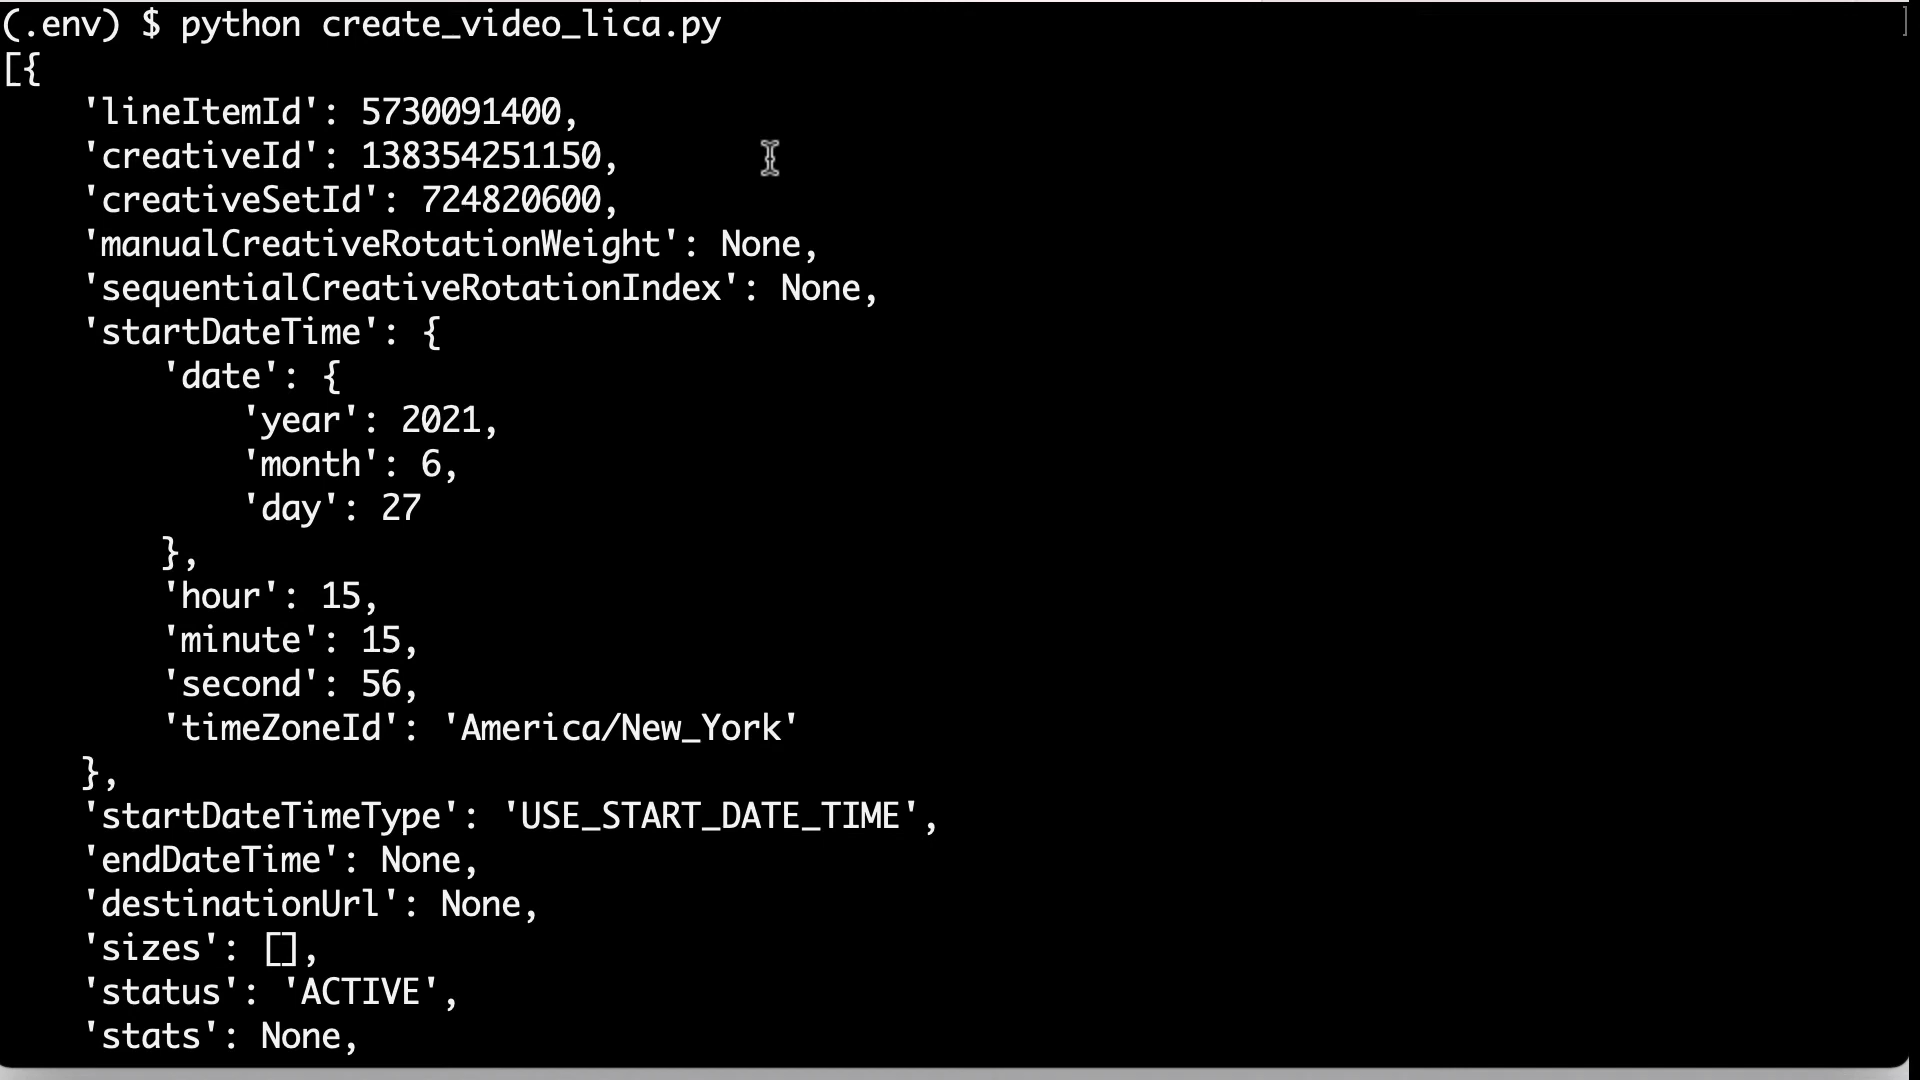 (.env) $ python create_video_lica.py
[{
    'lineItemId': 5730091400,
    'creativeId': 138354251150,
    'creativeSetId': 724820600,
    'manualCreativeRotationWeight': None,
    'sequentialCreativeRotationIndex': None,
    'startDateTime': {
        'date': {
            'year': 2021,
            'month': 6,
            'day': 27
        },
        'hour': 15,
        'minute': 15,
        'second': 56,
        'timeZoneId': 'America/New_York'
    },
    'startDateTimeType': 'USE_START_DATE_TIME',
    'endDateTime': None,
    'destinationUrl': None,
    'sizes': [],
    'status': 'ACTIVE',
    'stats': None,